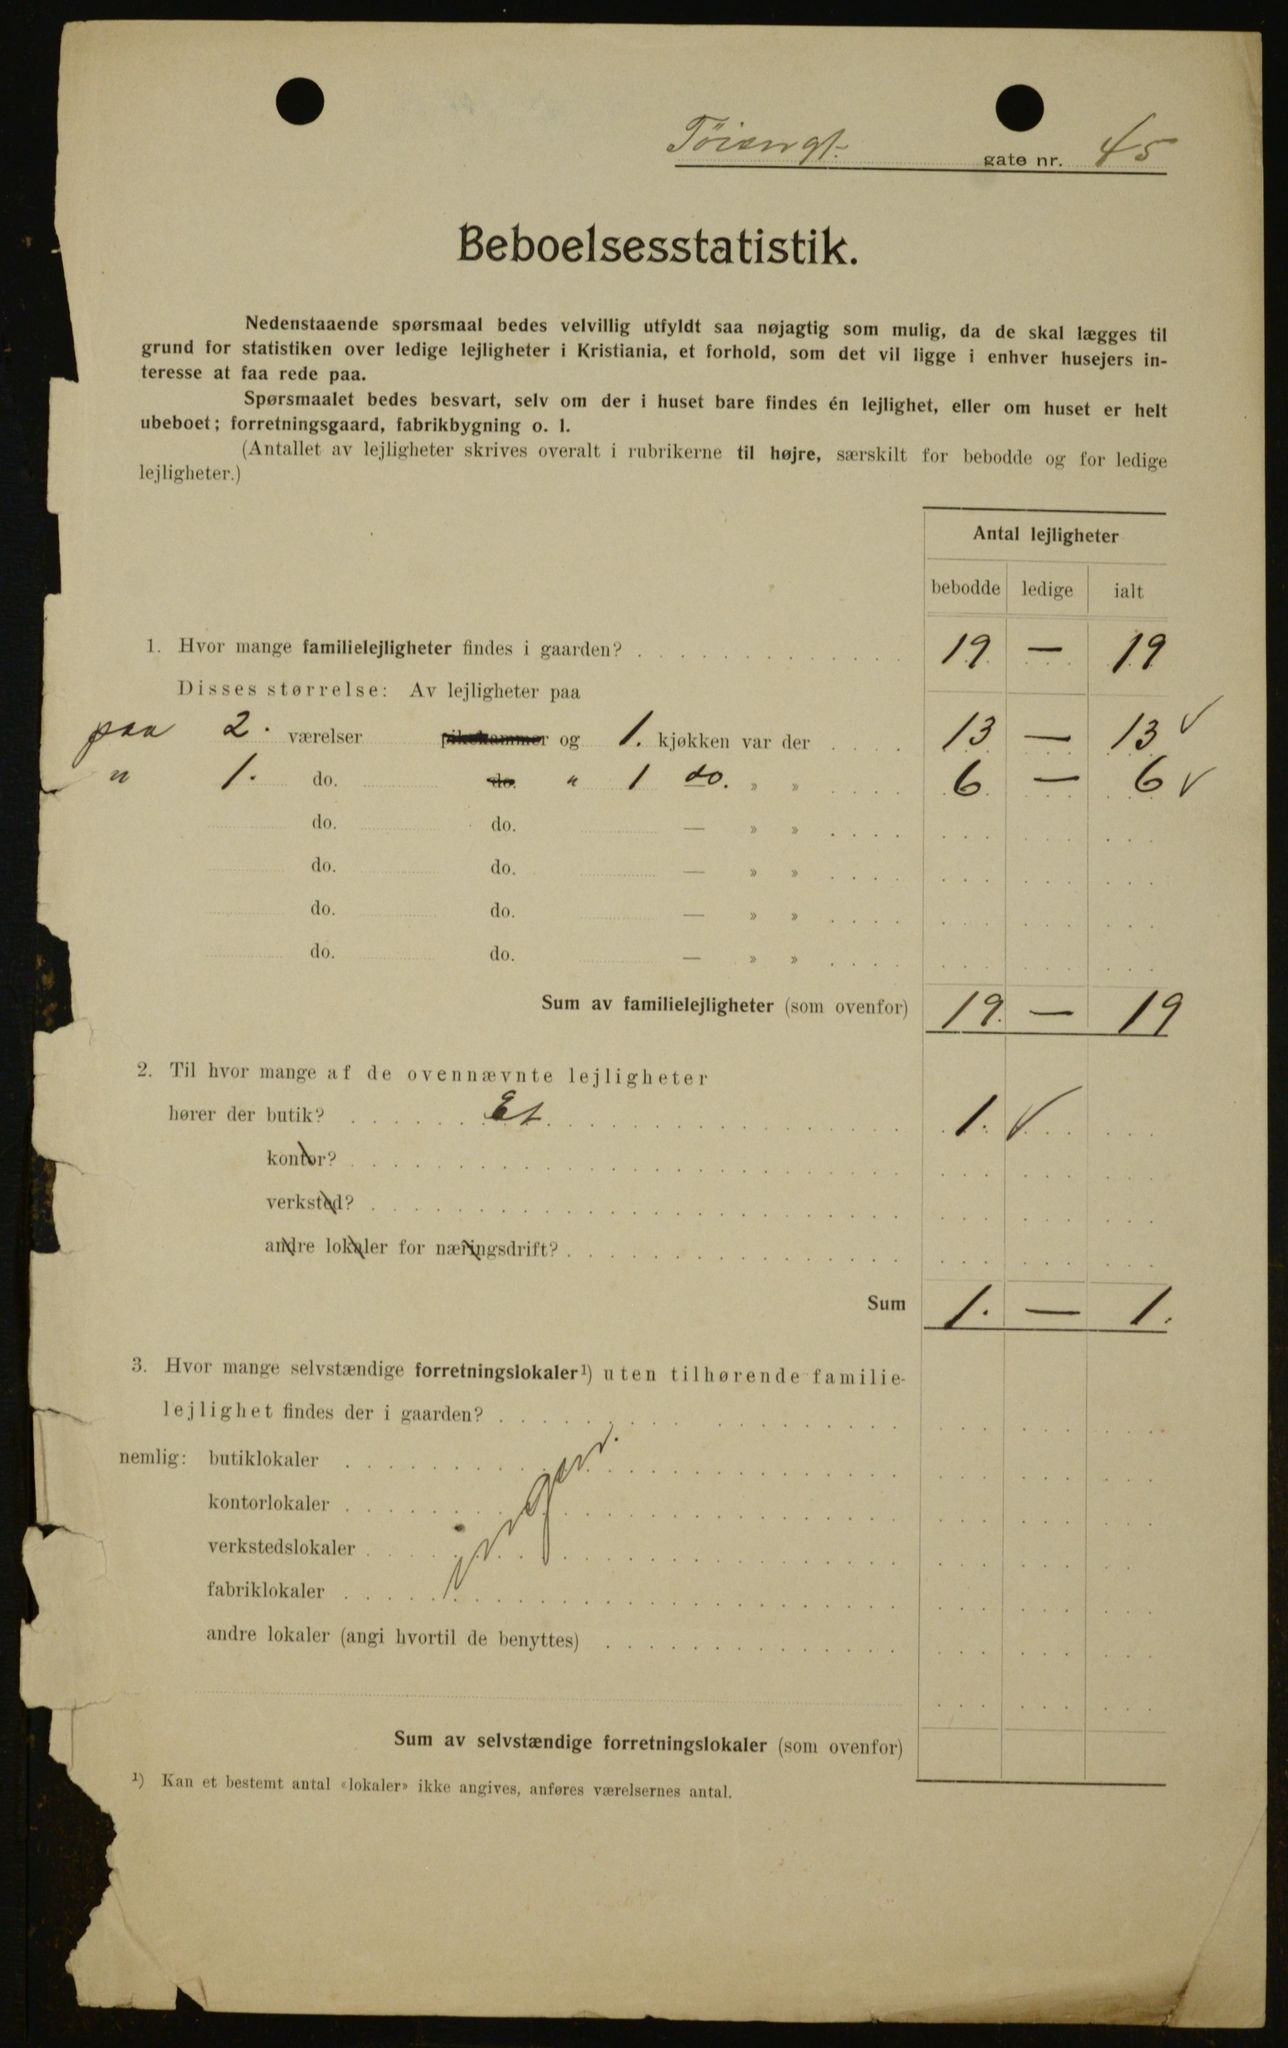 Töiengt. gate nr. 45
Beboelsesstatistik.
Nedenstaaende spørsmaal bedes velvillig utfyldt saa nøjagtig som mulig, da de skal lægges til
grund for statistiken over ledige lejligheter i Kristiania, et forhold, som det vil ligge i enhver husejers in-
teresse at faa rede paa.
Spørsmaalet bedes besvart, selv om der i huset bare findes én lejlighet, eller om huset er helt
ubeboet; forretningsgaard, fabrikbygning o. l.
(Antallet av lejligheter skrives overalt i rubrikerne til højre, særskilt for bebodde og for ledige
lejligheter.)
Antal lejligheter
bebodde ledige ialt
1. Hvor mange familielejligheter findes i gaarden? 19 — 19
Disses størrelse: Av lejligheter paa
paa 2. værelser pikekammer og 1. kjøkken var der 13 — 13 ✓
" 1. do. do. " 1 do. » » 6 — 6 ✓
do. do. — » »
do. do. — » »
do. do. — » »
do. do. — » »
Sum av familielejligheter (som ovenfor) 19. — 19
2. Til hvor mange af de ovennævnte lejligheter
hører der butik? Et 1. ✓
kontor?
verksted?
andre lokaler for næringsdrift?
Sum 1. — 1.
3. Hvor mange selvstændige forretningslokaler¹) uten tilhørende familie-
lejlighet findes der i gaarden?
nemlig: butiklokaler
kontorlokaler
ingen.
verkstedslokaler
fabriklokaler
andre lokaler (angi hvortil de benyttes)
Sum av selvstændige forretningslokaler (som ovenfor)
¹) Kan et bestemt antal «lokaler» ikke angives, anføres værelsernes antal.